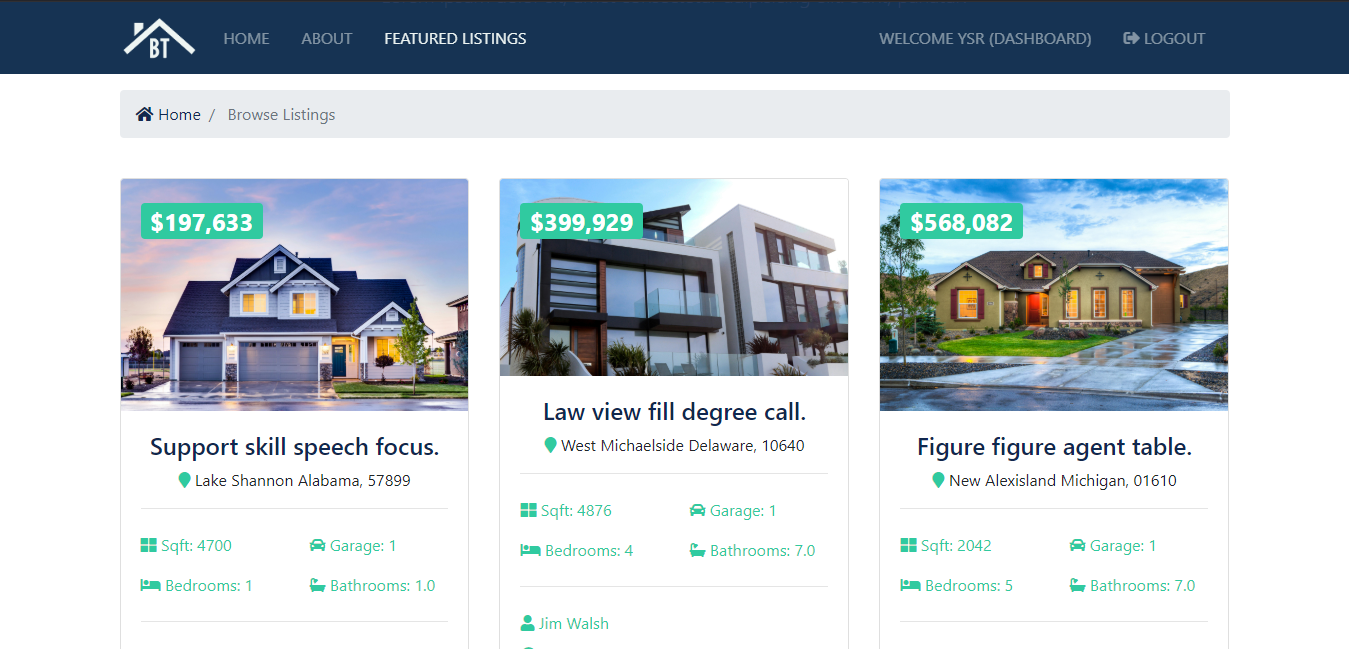 BT
HOME ABOUT FEATURED LISTINGS WELCOME YSR (DASHBOARD) LOGOUT
Home / Browse Listings
$197,633
Support skill speech focus.
Lake Shannon Alabama, 57899
Sqft: 4700 Garage: 1
Bedrooms: 1 Bathrooms: 1.0
$399,929
Law view fill degree call.
West Michaelside Delaware, 10640
Sqft: 4876 Garage: 1
Bedrooms: 4 Bathrooms: 7.0
Jim Walsh
$568,082
Figure figure agent table.
New Alexisland Michigan, 01610
Sqft: 2042 Garage: 1
Bedrooms: 5 Bathrooms: 7.0